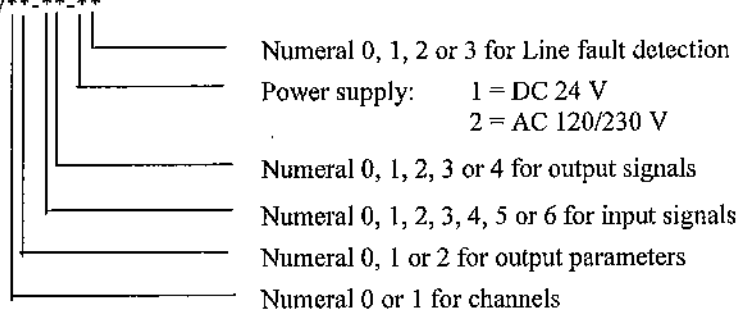 /**-**-**
Numeral 0, 1, 2 or 3 for Line fault detection
Power supply: 1 = DC 24 V
2 = AC 120/230 V
Numeral 0, 1, 2, 3 or 4 for output signals
Numeral 0, 1, 2, 3, 4, 5 or 6 for input signals
Numeral 0, 1 or 2 for output parameters
Numeral 0 or 1 for channels